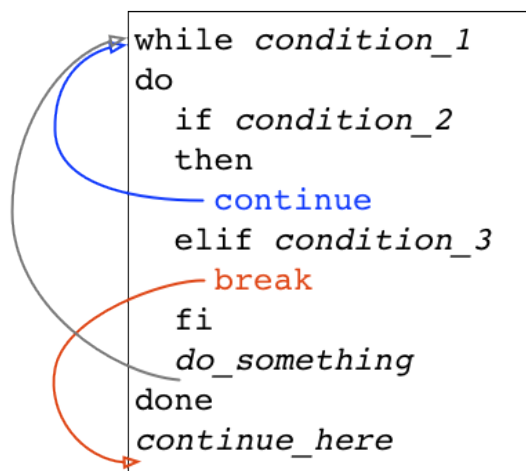 while condition_1
do
if condition_2
then
continue
elif condition_3
break
fi
do_something
done
continue_here